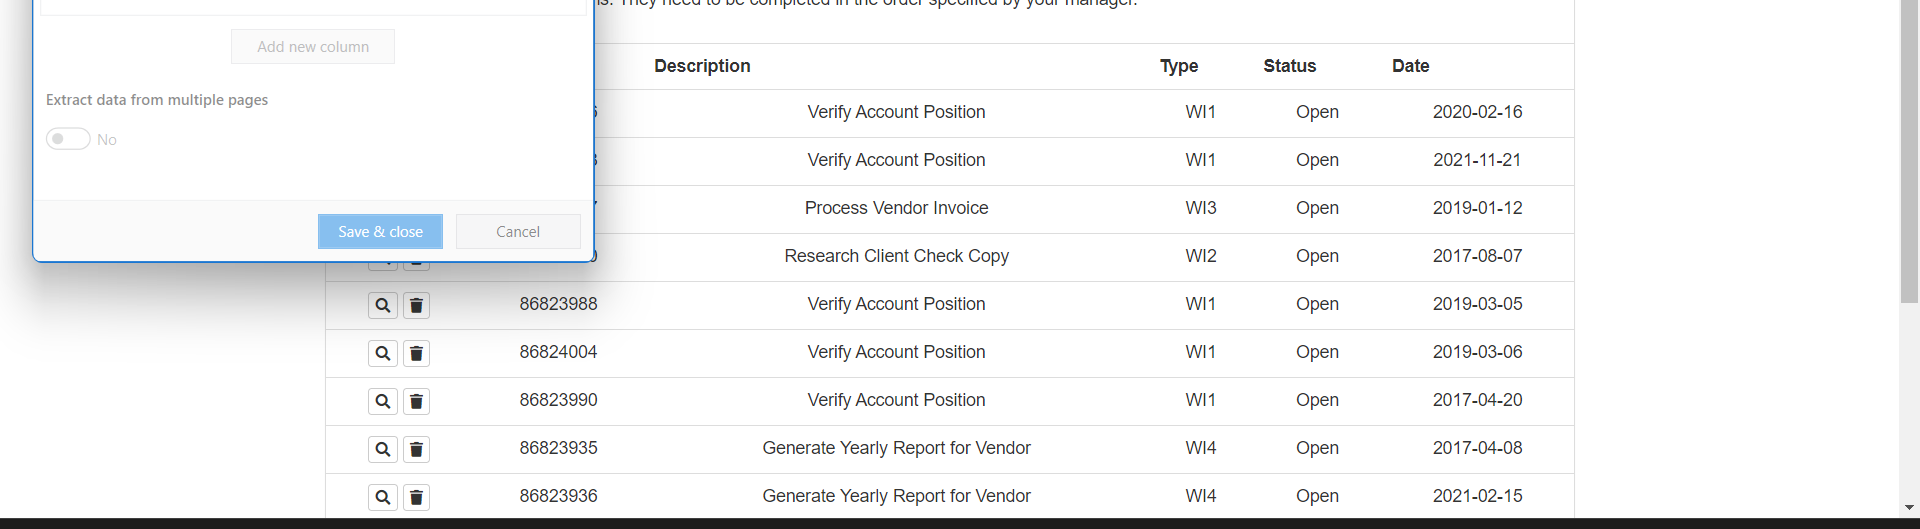 They need to be completed in the order specified by your manager.
Add new column
Extract data from multiple pages
No
Save & close Cancel
Description Type Status Date
Verify Account Position WI1 Open 2020-02-16
Verify Account Position WI1 Open 2021-11-21
Process Vendor Invoice WI3 Open 2019-01-12
Research Client Check Copy WI2 Open 2017-08-07
86823988 Verify Account Position WI1 Open 2019-03-05
86824004 Verify Account Position WI1 Open 2019-03-06
86823990 Verify Account Position WI1 Open 2017-04-20
86823935 Generate Yearly Report for Vendor WI4 Open 2017-04-08
86823936 Generate Yearly Report for Vendor WI4 Open 2021-02-15